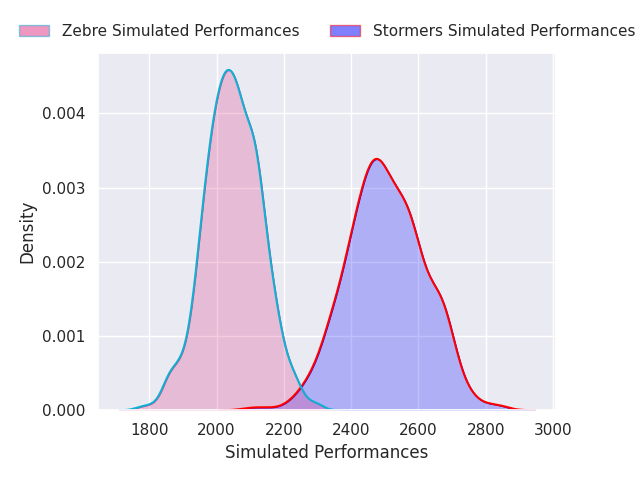 Zebre Simulated Performances Stormers Simulated Performances
0.004
0.003
0.002
0.001
0.000
Density
1800 2000 2200 2400 2600 2800 3000
Simulated Performances